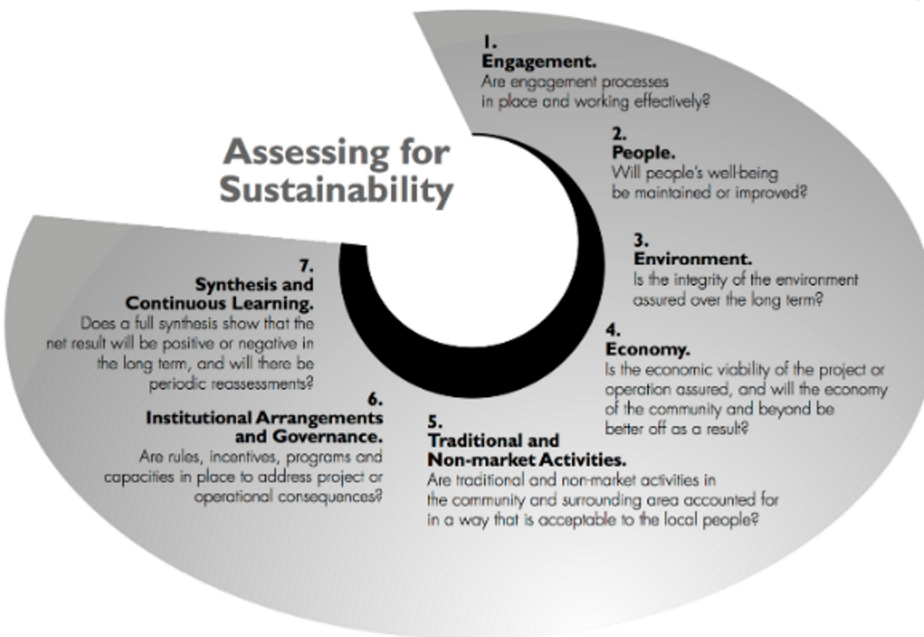 Assessing for
Sustainability
1.
Engagement.
Are engagement processes
in place and working effectively?
2.
People.
Will people's well-being
be maintained or improved?
3.
Environment.
Is the integrity of the environment
assured over the long term?
4.
Economy.
Is the economic viability of the project or
operation assured, and will the economy
of the community and beyond be
better off as a result?
5.
Traditional and
Non-market Activities.
Are traditional and non-market activities in
the community and surrounding area accounted for
in a way that is acceptable to the local people?
6.
Institutional Arrangements
and Governance.
Are rules, incentives, programs and
capacities in place to address project or
operational consequences?
7.
Synthesis and
Continuous Learning.
Does a full synthesis show that the
net result will be positive or negative in
the long term, and will there be
periodic reassessments?